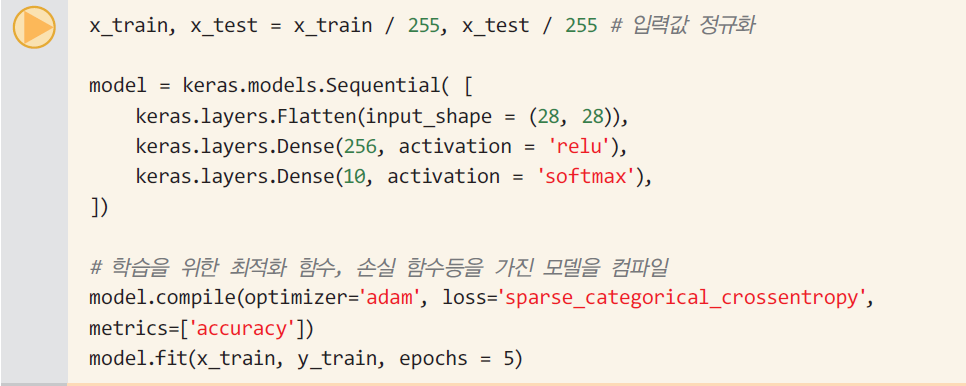 x_train, x_test = x_train / 255, x_test / 255 # 입력값 정규화
model = keras.models.Sequential( [
    keras.layers.Flatten(input_shape = (28, 28)),
    keras.layers.Dense(256, activation = 'relu'),
    keras.layers.Dense(10, activation = 'softmax'),
])
# 학습을 위한 최적화 함수, 손실 함수등을 가진 모델을 컴파일
model.compile(optimizer='adam', loss='sparse_categorical_crossentropy',
metrics=['accuracy'])
model.fit(x_train, y_train, epochs = 5)